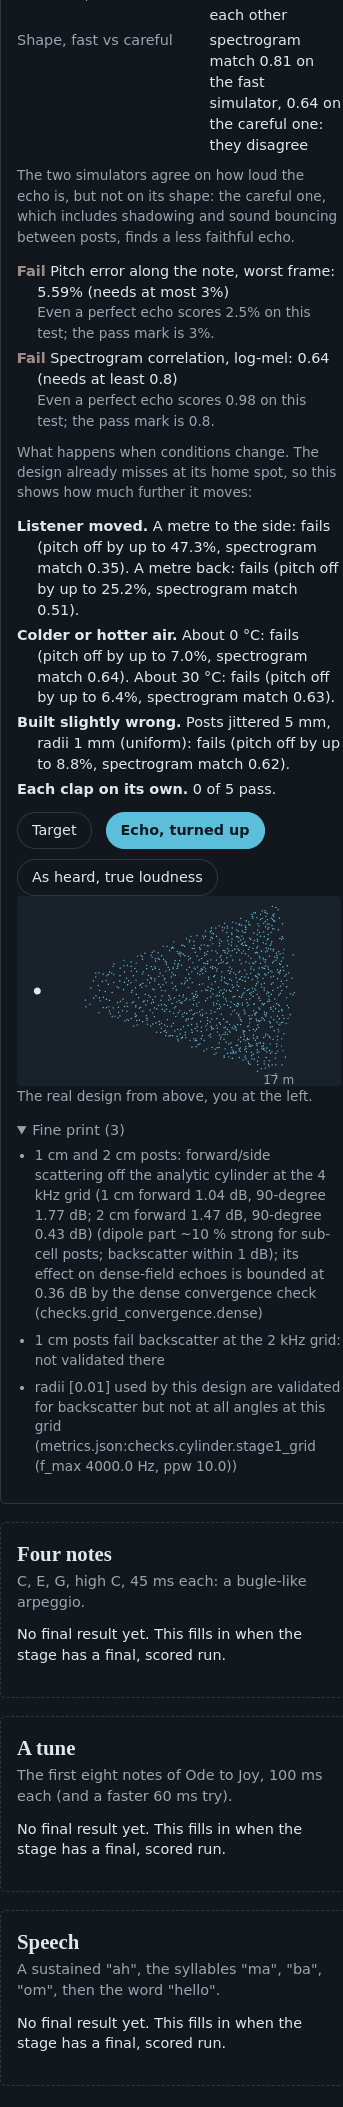 each other
Shape, fast vs careful
spectrogram
match 0.81 on
the fast
simulator, 0.64 on
the careful one:
they disagree
The two simulators agree on how loud the
echo is, but not on its shape: the careful one,
which includes shadowing and sound bouncing
between posts, finds a less faithful echo.
Fail Pitch error along the note, worst frame:
5.59% (needs at most 3%)
Even a perfect echo scores 2.5% on this
test; the pass mark is 3%.
Fail Spectrogram correlation, log-mel: 0.64
(needs at least 0.8)
Even a perfect echo scores 0.98 on this
test; the pass mark is 0.8.
What happens when conditions change. The
design already misses at its home spot, so this
shows how much further it moves:
Listener moved. A metre to the side: fails
(pitch off by up to 47.3%, spectrogram
match 0.35). A metre back: fails (pitch off
by up to 25.2%, spectrogram match
0.51).
Colder or hotter air. About 0 °C: fails
(pitch off by up to 7.0%, spectrogram
match 0.64). About 30 °C: fails (pitch off
by up to 6.4%, spectrogram match 0.63).
Built slightly wrong. Posts jittered 5 mm,
radii 1 mm (uniform): fails (pitch off by up
to 8.8%, spectrogram match 0.62).
Each clap on its own. 0 of 5 pass.
Target
Echo, turned up
As heard, true loudness
17 m
The real design from above, you at the left.
▼ Fine print (3)
• 1 cm and 2 cm posts: forward/side
scattering off the analytic cylinder at the 4
kHz grid (1 cm forward 1.04 dB, 90-degree
1.77 dB; 2 cm forward 1.47 dB, 90-degree
0.43 dB) (dipole part ~10 % strong for sub-
cell posts; backscatter within 1 dB); its
effect on dense-field echoes is bounded at
0.36 dB by the dense convergence check
(checks.grid_convergence.dense)
• 1 cm posts fail backscatter at the 2 kHz grid:
not validated there
• radii [0.01] used by this design are validated
for backscatter but not at all angles at this
grid
(metrics.json:checks.cylinder.stage1_grid
(f_max 4000.0 Hz, ppw 10.0))
Four notes
C, E, G, high C, 45 ms each: a bugle-like
arpeggio.
No final result yet. This fills in when the
stage has a final, scored run.
A tune
The first eight notes of Ode to Joy, 100 ms
each (and a faster 60 ms try).
No final result yet. This fills in when the
stage has a final, scored run.
Speech
A sustained "ah", the syllables "ma", "ba",
"om", then the word "hello".
No final result yet. This fills in when the
stage has a final, scored run.